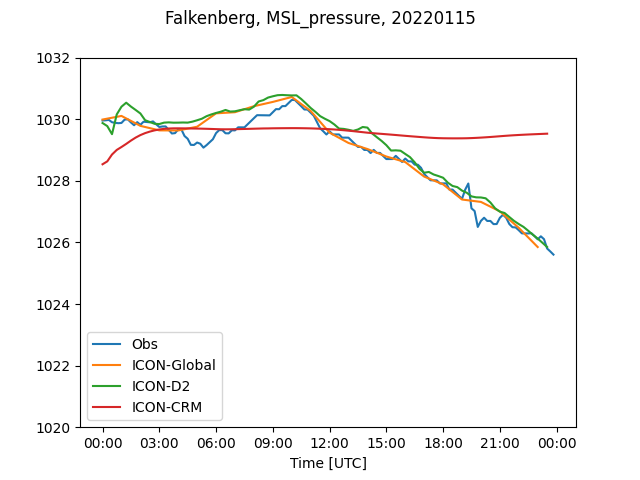 Falkenberg, MSL_pressure, 20220115
1032
1030
1028
1026
1024
1022
1020
Obs
ICON-Global
ICON-D2
ICON-CRM
00:00 03:00 06:00 09:00 12:00 15:00 18:00 21:00 00:00
Time [UTC]